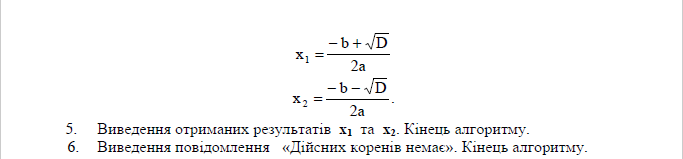 x₁ = (−b + √D) / 2a
x₂ = (−b − √D) / 2a.
5. Виведення отриманих результатів x₁ та x₂. Кінець алгоритму.
6. Виведення повідомлення «Дійсних коренів немає». Кінець алгоритму.